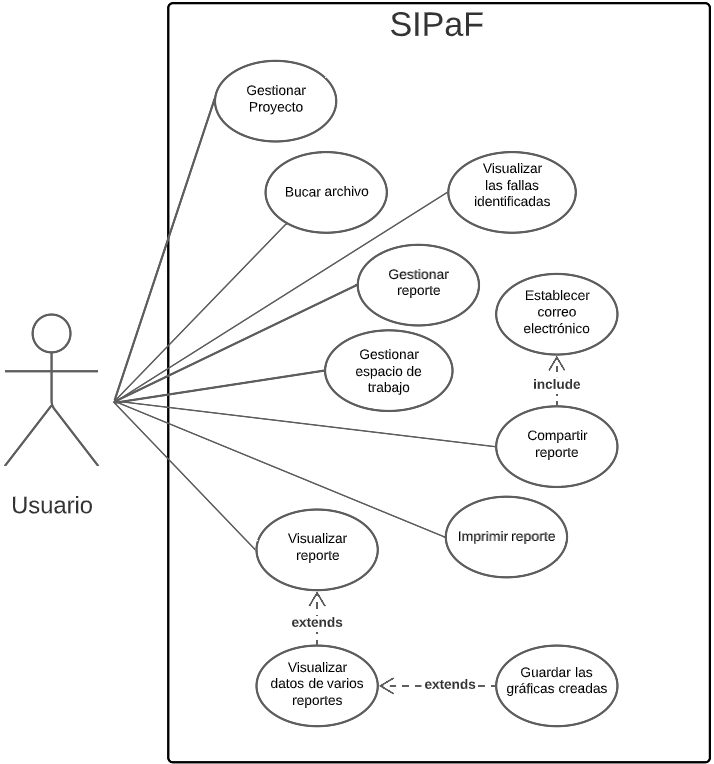 SIPaF
Gestionar
Proyecto
Bucar archivo
Visualizar
las fallas
identificadas
Gestionar
reporte
Establecer
correo
electrónico
Gestionar
espacio de
trabajo
include
Compartir
reporte
Usuario
Visualizar
reporte
Imprimir reporte
extends
Visualizar
datos de varios
reportes
extends
Guardar las
gráficas creadas